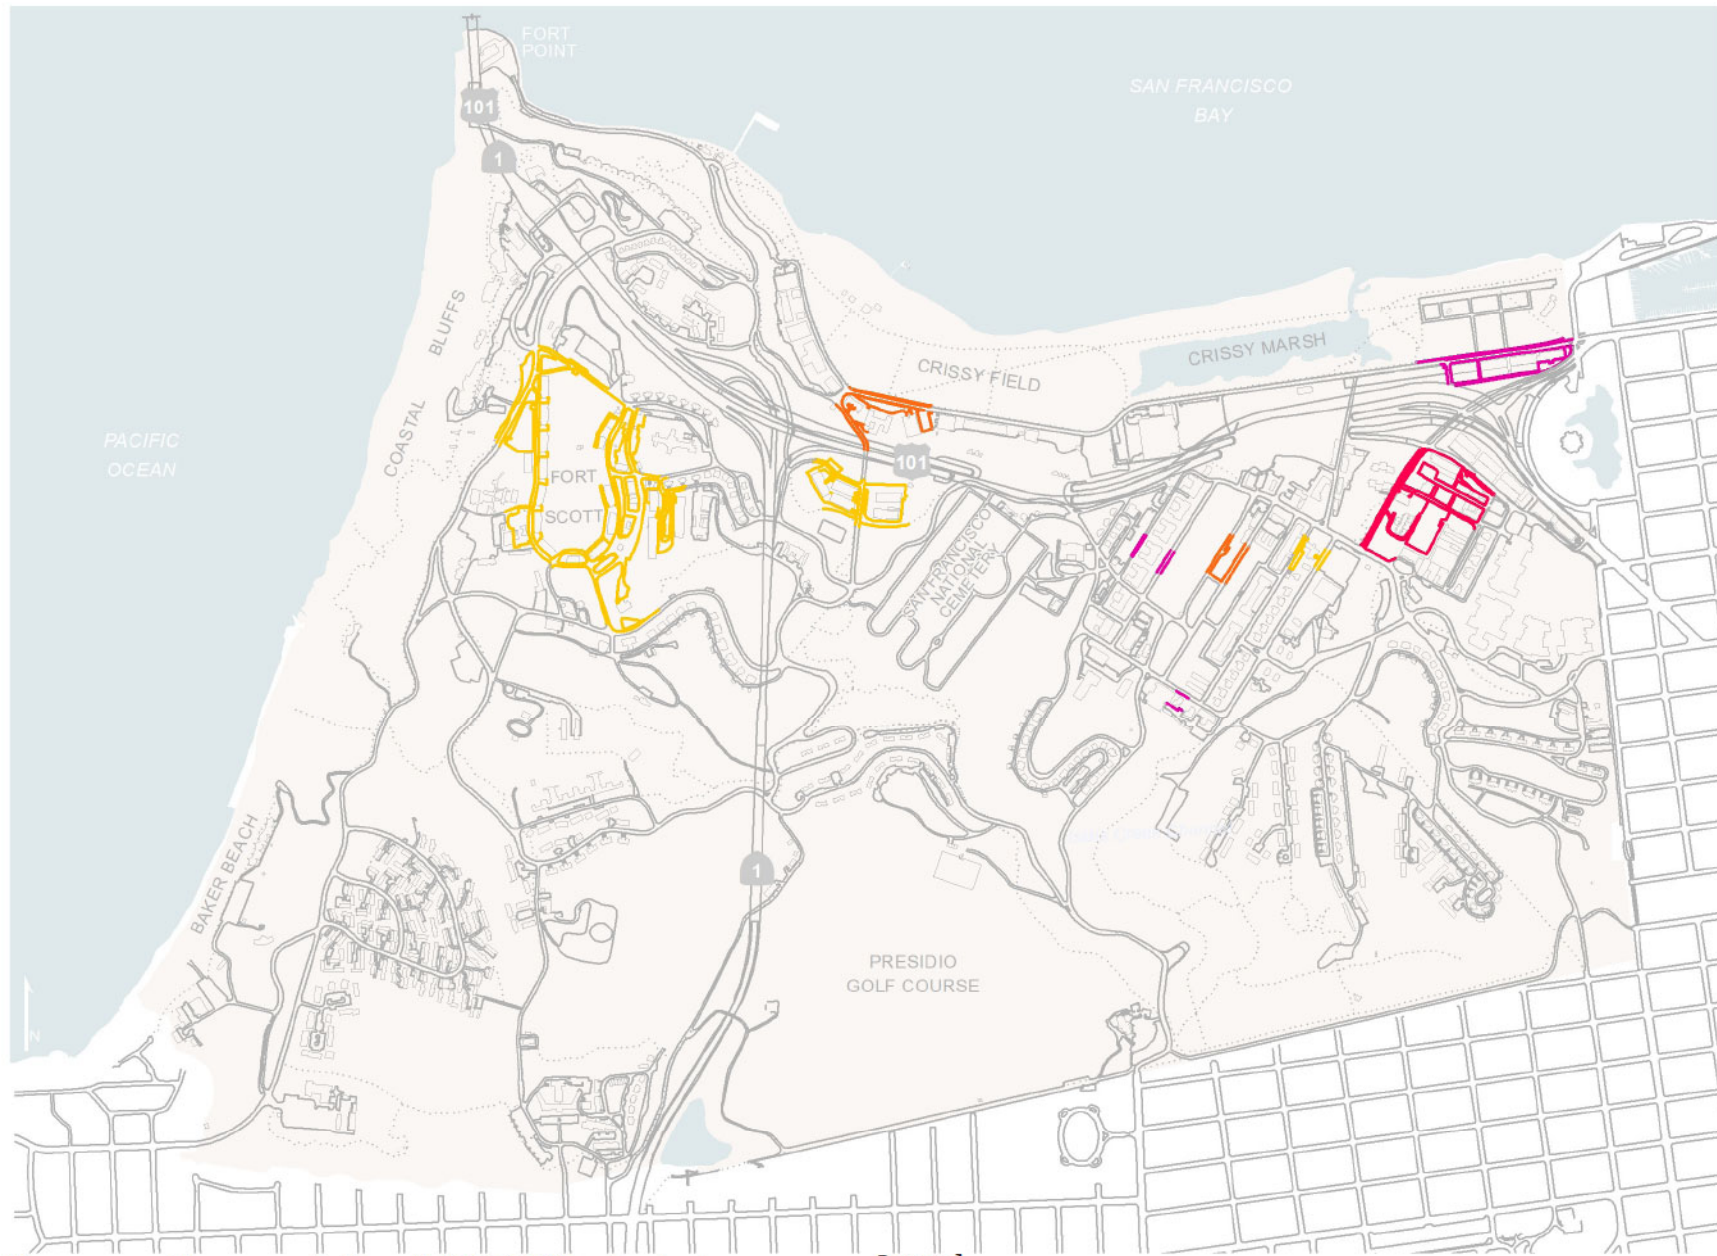 FORT
POINT
SAN FRANCISCO
BAY
101
1
COASTAL BLUFFS
CRISSY MARSH
CRISSY FIELD
PACIFIC
OCEAN
101
FORT
SCOTT
SAN FRANCISCO
NATIONAL
CEMETERY
BAKER BEACH
1
PRESIDIO
GOLF COURSE
N